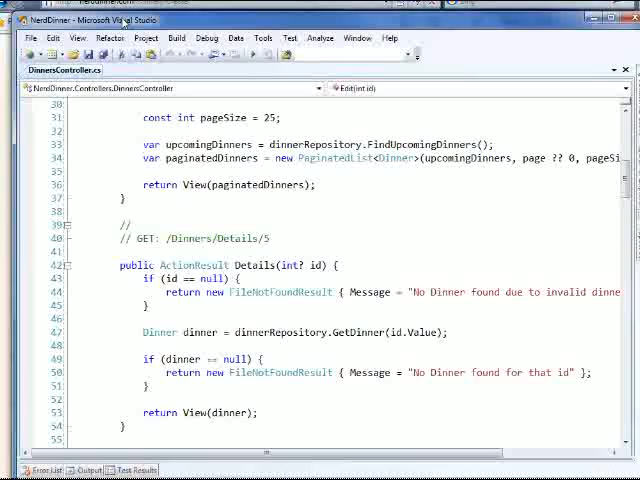 nerddinner.com
NerdDinner - Microsoft Visual Studio
File Edit View Refactor Project Build Debug Data Tools Test Analyze Window Help
DinnersController.cs
NerdDinner.Controllers.DinnersController Edit(int id)
30
31 const int pageSize = 25;
32
33 var upcomingDinners = dinnerRepository.FindUpcomingDinners();
34 var paginatedDinners = new PaginatedList<Dinner>(upcomingDinners, page ?? 0, pageSi
35
36 return View(paginatedDinners);
37 }
38
39 //
40 // GET: /Dinners/Details/5
41
42 public ActionResult Details(int? id) {
43 if (id == null) {
44 return new FileNotFoundResult { Message = "No Dinner found due to invalid dinne
45 }
46
47 Dinner dinner = dinnerRepository.GetDinner(id.Value);
48
49 if (dinner == null) {
50 return new FileNotFoundResult { Message = "No Dinner found for that id" };
51 }
52
53 return View(dinner);
54 }
55
Error List Output Test Results